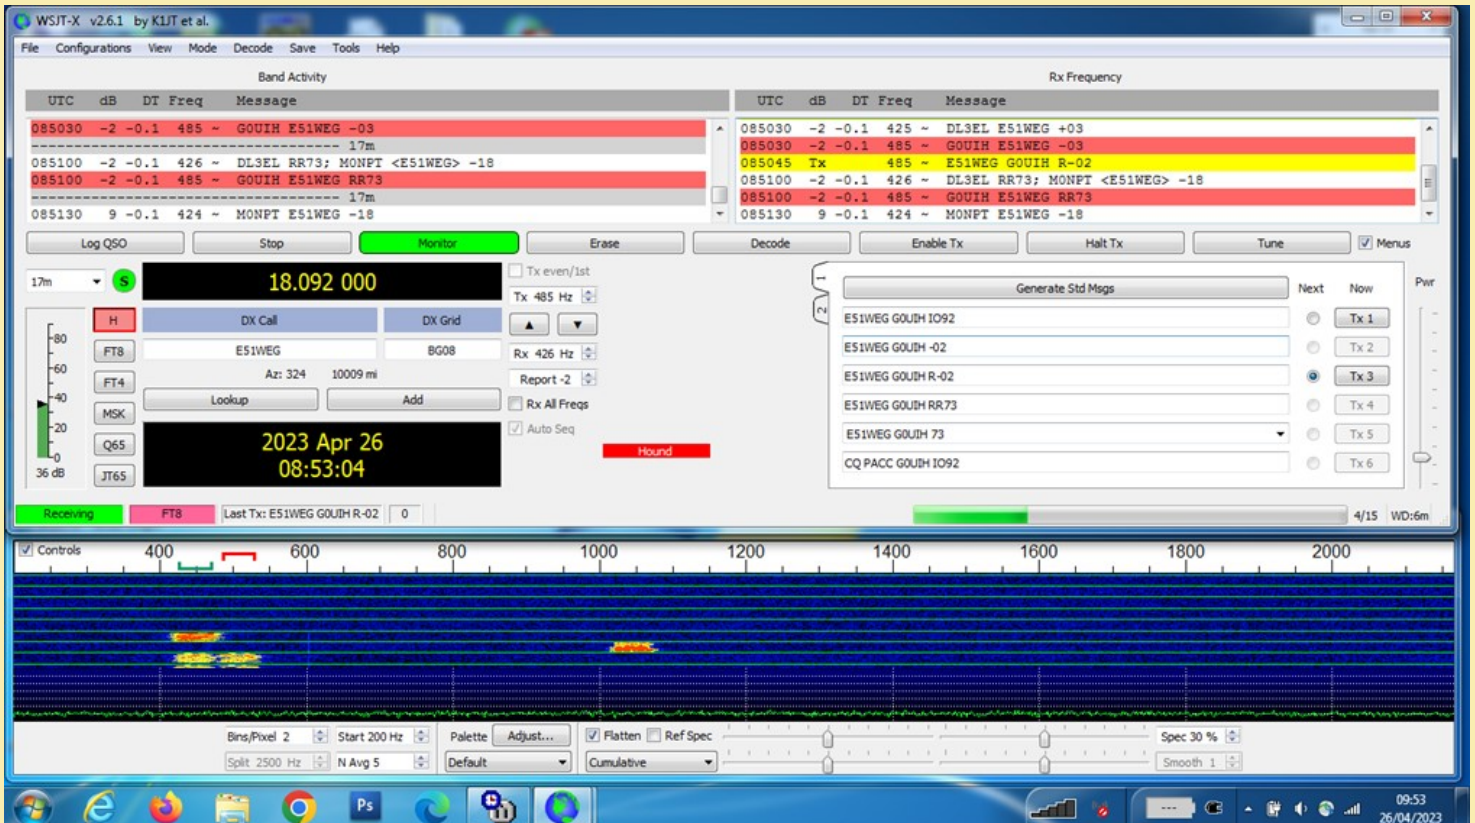 WSJT-X v2.6.1 by K1JT et al.
File Configurations View Mode Decode Save Tools Help
Band Activity
UTC dB DT Freq Message
085030 -2 -0.1 485 ~ G0UIH E51WEG -03
------------------------------------ 17m
085100 -2 -0.1 426 ~ DL3EL RR73; M0NPT <E51WEG> -18
085100 -2 -0.1 485 ~ G0UIH E51WEG RR73
------------------------------------ 17m
085130 9 -0.1 424 ~ M0NPT E51WEG -18
Rx Frequency
UTC dB DT Freq Message
085030 -2 -0.1 425 ~ DL3EL E51WEG +03
085030 -2 -0.1 485 ~ G0UIH E51WEG -03
085045 Tx 485 ~ E51WEG G0UIH R-02
085100 -2 -0.1 426 ~ DL3EL RR73; M0NPT <E51WEG> -18
085100 -2 -0.1 485 ~ G0UIH E51WEG RR73
085130 9 -0.1 424 ~ M0NPT E51WEG -18
Log QSO Stop Monitor Erase Decode Enable Tx Halt Tx Tune Menus
17m S 18.092 000
H DX Call DX Grid
FT8 E51WEG BG08
Az: 324 10009 mi
FT4 Lookup Add
MSK
Q65
JT65
2023 Apr 26
08:53:04
-80
-60
-40
-20
-0
36 dB
Tx even/1st
Tx 485 Hz
▲ ▼
Rx 426 Hz
Report -2
Rx All Freqs
Auto Seq
Hound
1
2
Generate Std Msgs Next Now Pwr
E51WEG G0UIH IO92 Tx 1
E51WEG G0UIH -02 Tx 2
E51WEG G0UIH R-02 Tx 3
E51WEG G0UIH RR73 Tx 4
E51WEG G0UIH 73 Tx 5
CQ PACC G0UIH IO92 Tx 6
Receiving FT8 Last Tx: E51WEG G0UIH R-02 0 4/15 WD:6m
Controls 400 600 800 1000 1200 1400 1600 1800 2000
Bins/Pixel 2 Start 200 Hz Palette Adjust... Flatten Ref Spec Spec 30 %
Split 2500 Hz N Avg 5 Default Cumulative Smooth 1
Ps
09:53
26/04/2023